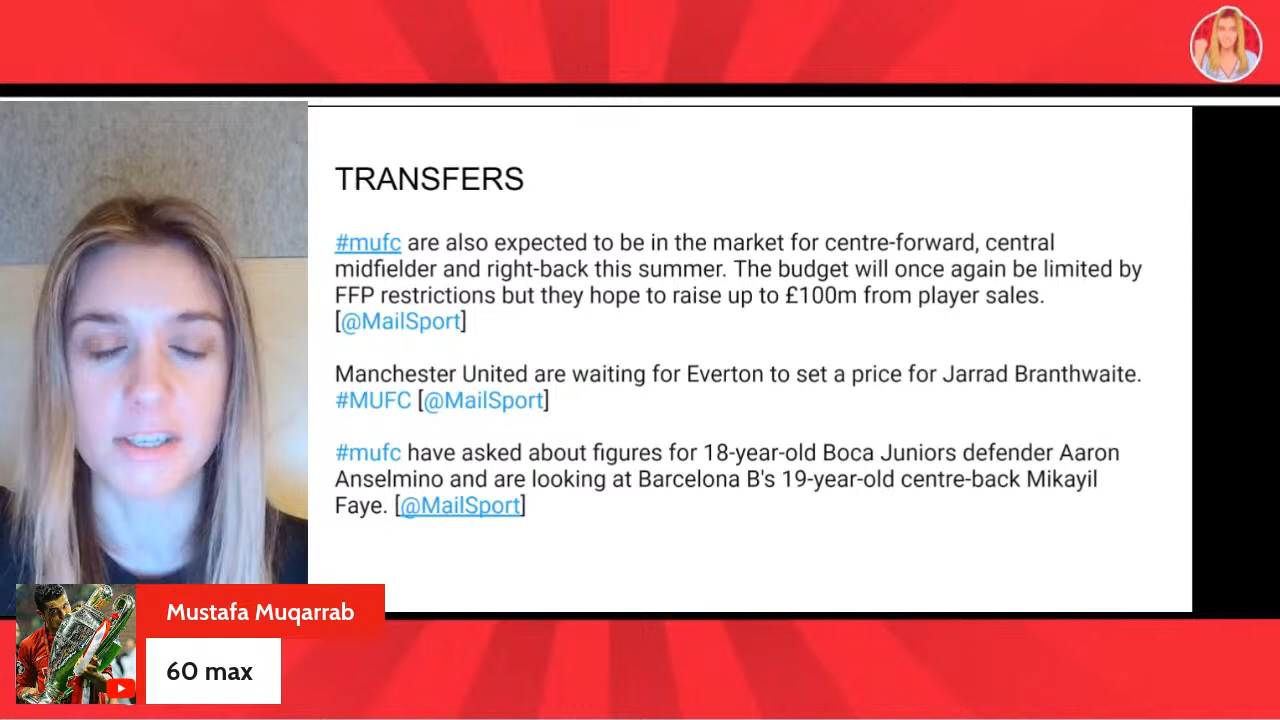 TRANSFERS
#mufc are also expected to be in the market for centre-forward, central
midfielder and right-back this summer. The budget will once again be limited by
FFP restrictions but they hope to raise up to £100m from player sales.
[@MailSport]
Manchester United are waiting for Everton to set a price for Jarrad Branthwaite.
#MUFC [@MailSport]
#mufc have asked about figures for 18-year-old Boca Juniors defender Aaron
Anselmino and are looking at Barcelona B's 19-year-old centre-back Mikayil
Faye. [@MailSport]
Mustafa Muqarrab
60 max